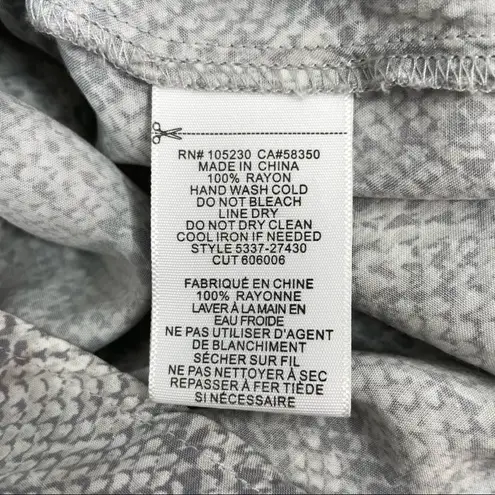 RN# 105230 CA#58350
MADE IN CHINA
100% RAYON
HAND WASH COLD
DO NOT BLEACH
LINE DRY
DO NOT DRY CLEAN
COOL IRON IF NEEDED
STYLE 5337-27430
CUT 606006
FABRIQUÉ EN CHINE
100% RAYONNE
LAVER À LA MAIN EN
EAU FROIDE
NE PAS UTILISER D'AGENT
DE BLANCHIMENT
SÉCHER SUR FIL
NE PAS NETTOYER À SEC
REPASSER À FER TIÈDE
SI NÉCESSAIRE